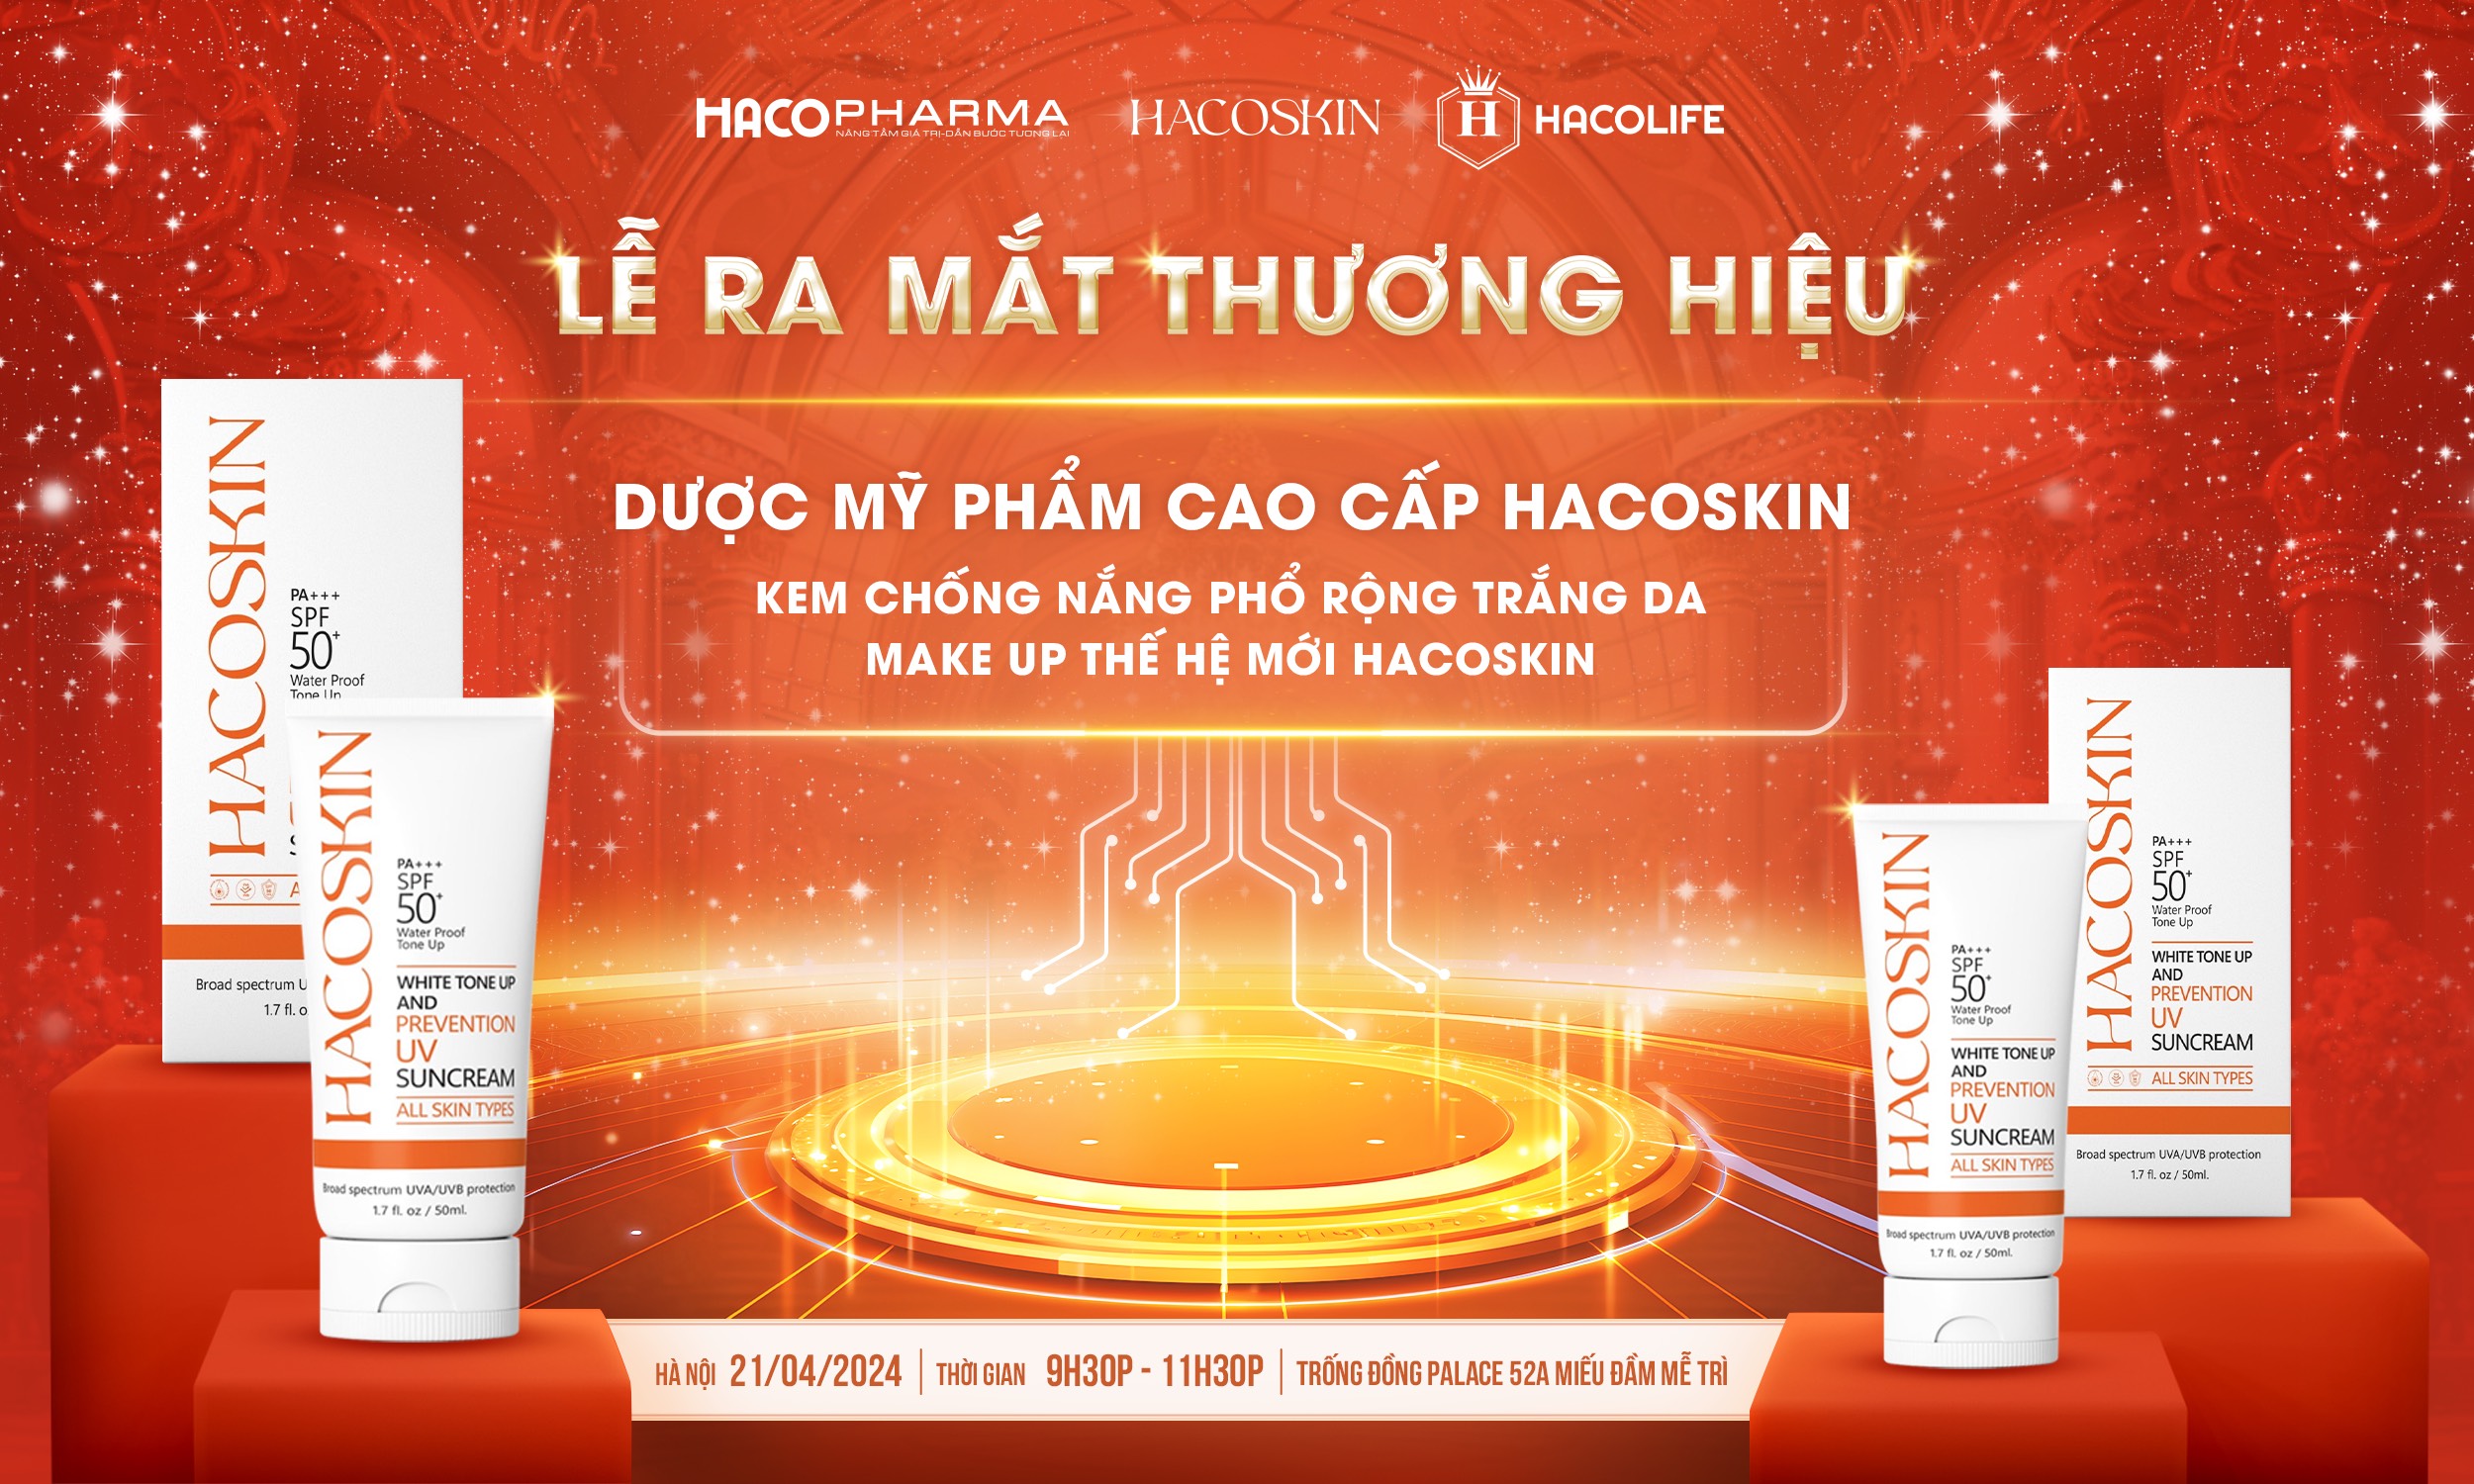 HACOPHARMA
NÂNG TẦM GIÁ TRỊ-DẪN BƯỚC TƯƠNG LAI
HACOSKIN
H
HACOLIFE
LỄ RA MẮT THƯƠNG HIỆU
DƯỢC MỸ PHẨM CAO CẤP HACOSKIN
KEM CHỐNG NẮNG PHỔ RỘNG TRẮNG DA
MAKE UP THẾ HỆ MỚI HACOSKIN
HACOSKIN
PA+++
SPF
50+
Water Proof
Tone Up
Broad spectrum
1.7 fl.
HACOSKIN
PA+++
SPF
50+
Water Proof
Tone Up
WHITE TONE UP
AND
PREVENTION
UV
SUNCREAM
ALL SKIN TYPES
Broad spectrum UVA/UVB protection
1.7 fl. oz / 50ml.
HACOSKIN
PA+++
SPF
50+
Water Proof
Tone Up
WHITE TONE UP
AND
PREVENTION
UV
SUNCREAM
ALL SKIN TYPES
Broad spectrum UVA/UVB protection
1.7 fl. oz / 50ml.
HACOSKIN
PA+++
SPF
50+
Water Proof
Tone Up
WHITE TONE UP
AND
PREVENTION
UV
SUNCREAM
ALL SKIN TYPES
Broad spectrum UVA/UVB protection
1.7 fl. oz / 50ml.
HÀ NỘI 21/04/2024 | THỜI GIAN 9H30P - 11H30P | TRỐNG ĐỒNG PALACE 52A MIẾU ĐẦM MỄ TRÌ